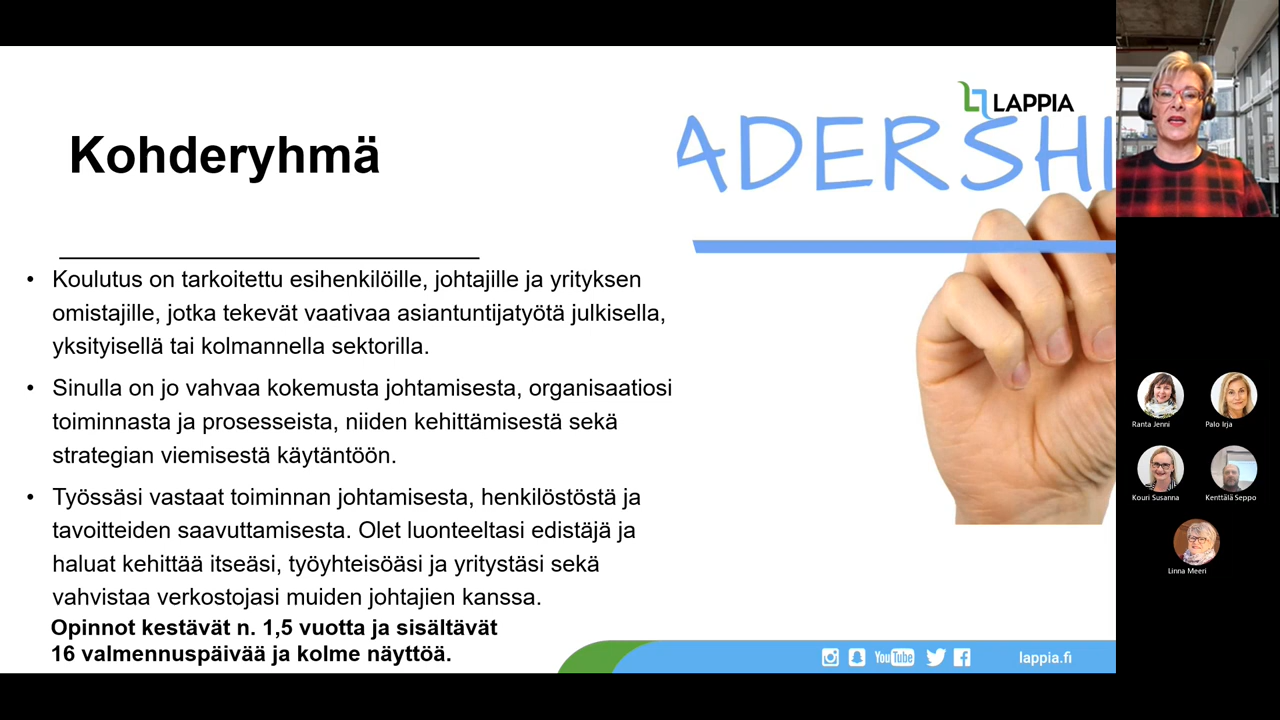 LAPPIA
ADERSHI
Kohderyhmä
• Koulutus on tarkoitettu esihenkilöille, johtajille ja yrityksen
omistajille, jotka tekevät vaativaa asiantuntijatyötä julkisella,
yksityisellä tai kolmannella sektorilla.
• Sinulla on jo vahvaa kokemusta johtamisesta, organisaatiosi
toiminnasta ja prosesseista, niiden kehittämisestä sekä
strategian viemisestä käytäntöön.
• Työssäsi vastaat toiminnan johtamisesta, henkilöstöstä ja
tavoitteiden saavuttamisesta. Olet luonteeltasi edistäjä ja
haluat kehittää itseäsi, työyhteisöäsi ja yritystäsi sekä
vahvistaa verkostojasi muiden johtajien kanssa.
Opinnot kestävät n. 1,5 vuotta ja sisältävät
16 valmennuspäivää ja kolme näyttöä.
YouTube
lappia.fi
Ranta Jenni
Palo Irja
Kouri Susanna
Kenttälä Seppo
Linna Meeri